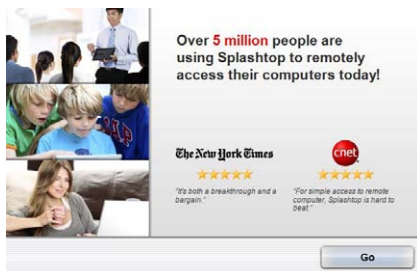 Over 5 million people are
using Splashtop to remotely
access their computers today!
The New York Times
cnet
"It's both a breakthrough and a
bargain."
"For simple access to remote
computer, Splashtop is hard to
beat."
Go